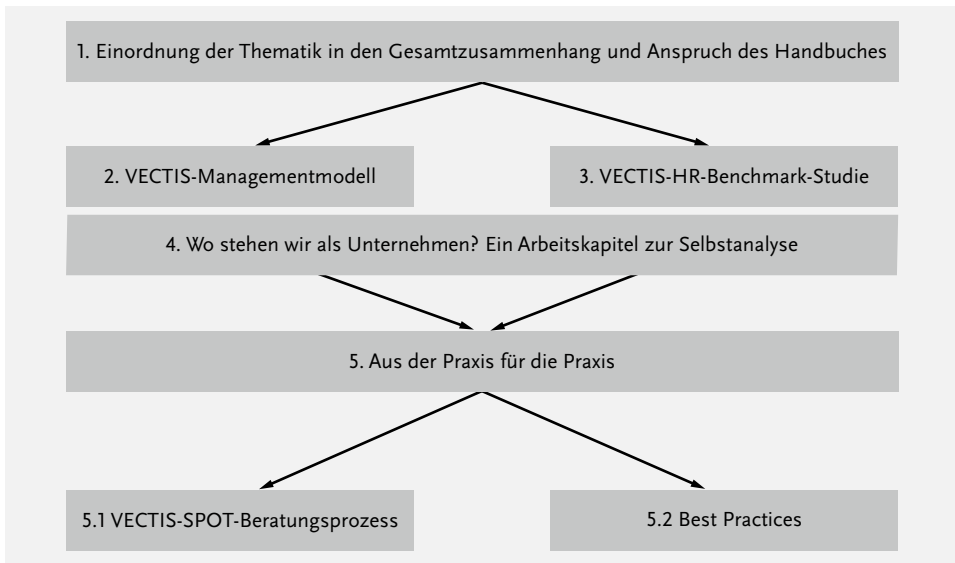 1. Einordnung der Thematik in den Gesamtzusammenhang und Anspruch des Handbuches
2. VECTIS-Managementmodell
3. VECTIS-HR-Benchmark-Studie
4. Wo stehen wir als Unternehmen? Ein Arbeitskapitel zur Selbstanalyse
5. Aus der Praxis für die Praxis
5.1 VECTIS-SPOT-Beratungsprozess
5.2 Best Practices